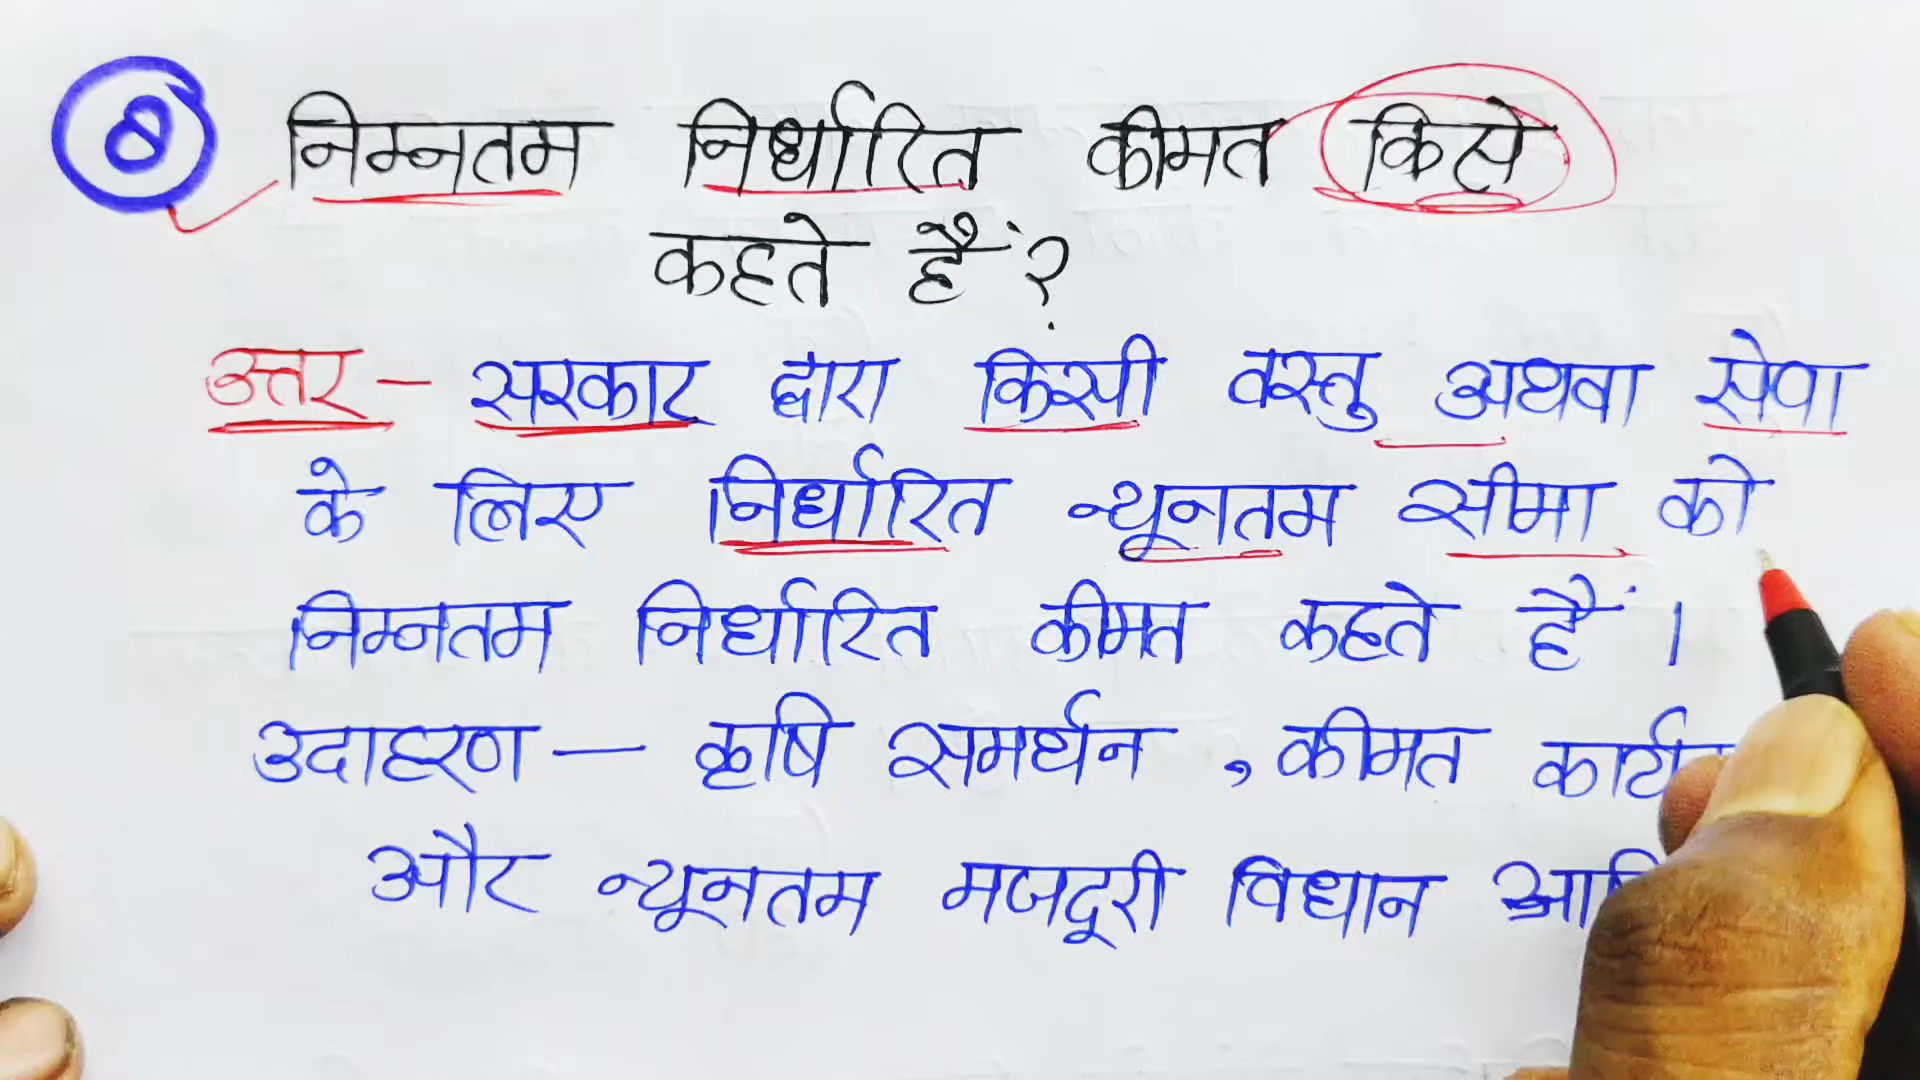 8 निम्नतम निर्धारित कीमत किसे
कहते हैं?
उत्तर - सरकार द्वारा किसी वस्तु अथवा सेवा
के लिए निर्धारित न्यूनतम सीमा को
निम्नतम निर्धारित कीमत कहते हैं ।
उदाहरण - कृषि समर्थन , कीमत
और न्यूनतम मजदूरी विधान